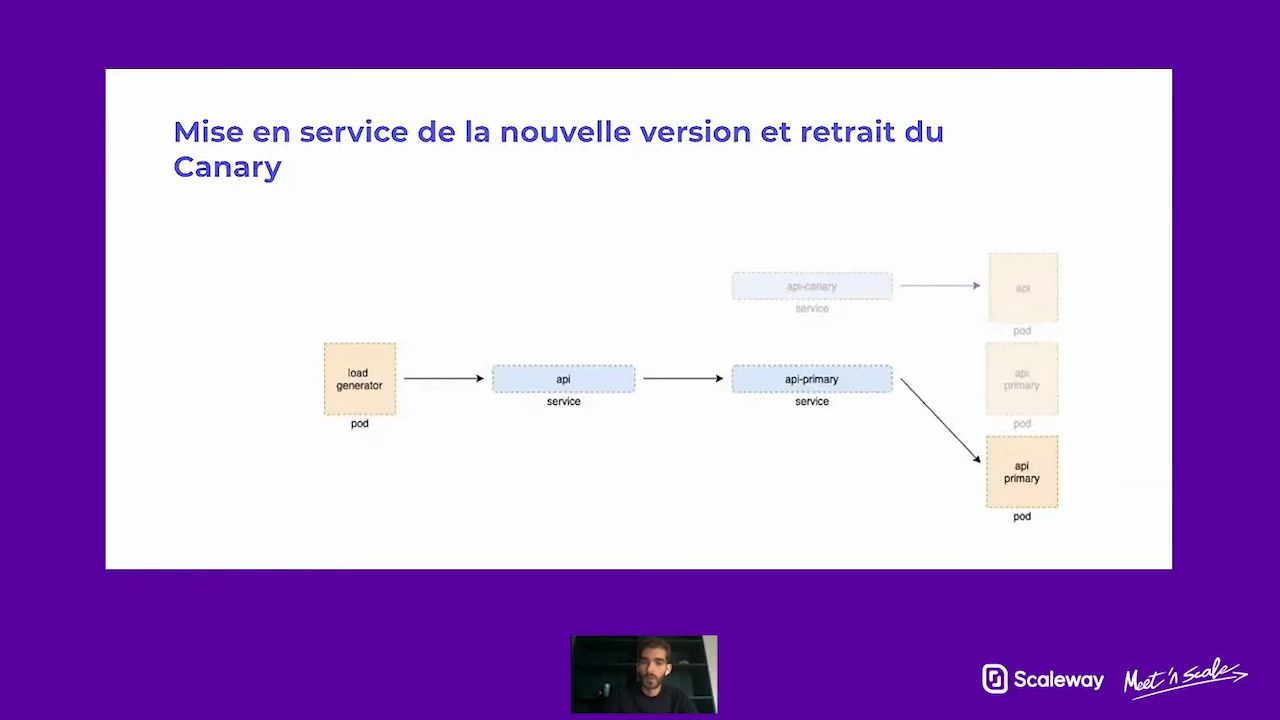 Mise en service de la nouvelle version et retrait du
Canary
api-canary
service
api
pod
load
generator
pod
api
service
api-primary
service
api
primary
pod
api
primary
pod
Scaleway
Meet 'n Scale